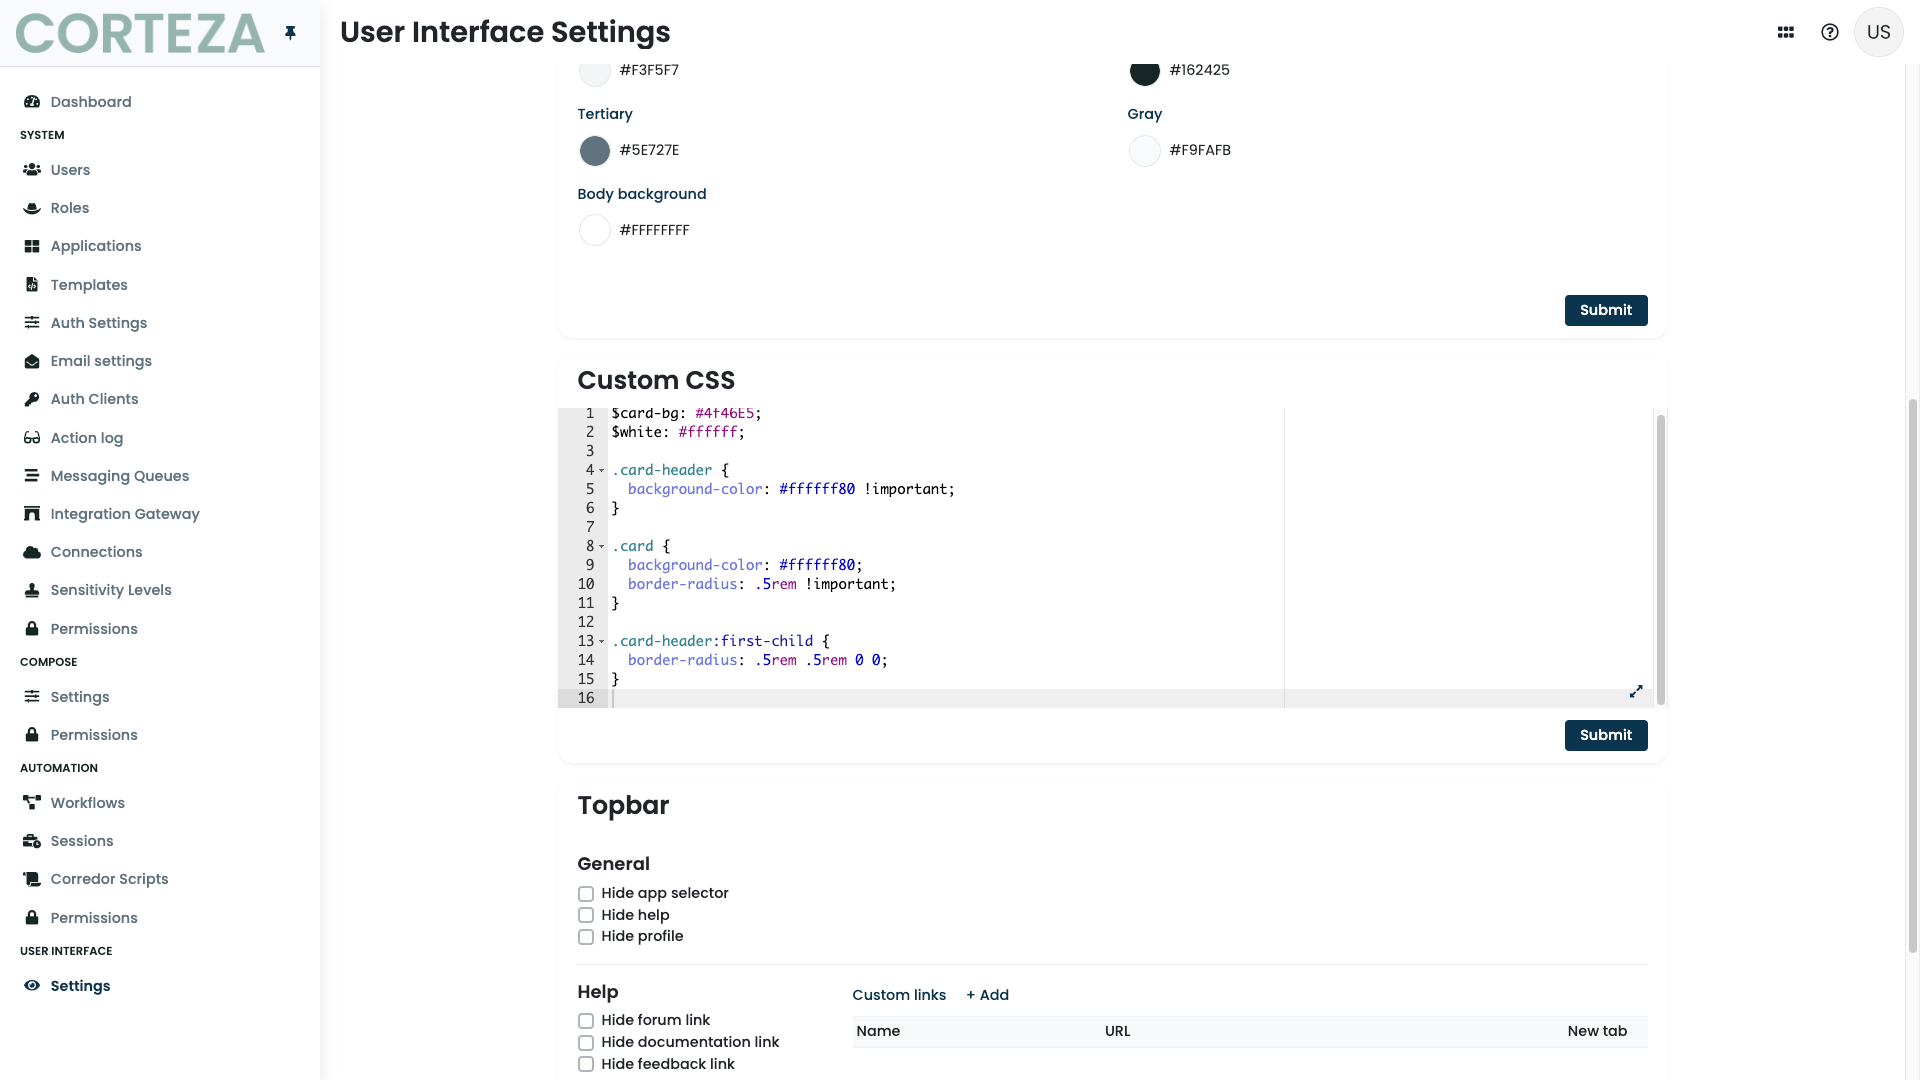 CORTEZA
User Interface Settings
US
Dashboard
SYSTEM
Users
Roles
Applications
Templates
Auth Settings
Email settings
Auth Clients
Action log
Messaging Queues
Integration Gateway
Connections
Sensitivity Levels
Permissions
COMPOSE
Settings
Permissions
AUTOMATION
Workflows
Sessions
Corredor Scripts
Permissions
USER INTERFACE
Settings
#F3F5F7
#162425
Tertiary
Gray
#5E727E
#F9FAFB
Body background
#FFFFFFFF
Submit
Custom CSS
1 $card-bg: #4f46E5;
2 $white: #ffffff;
3
4 .card-header {
5 background-color: #ffffff80 !important;
6 }
7
8 .card {
9 background-color: #ffffff80;
10 border-radius: .5rem !important;
11 }
12
13 .card-header:first-child {
14 border-radius: .5rem .5rem 0 0;
15 }
16
Submit
Topbar
General
Hide app selector
Hide help
Hide profile
Help
Hide forum link
Hide documentation link
Hide feedback link
Custom links + Add
Name URL New tab